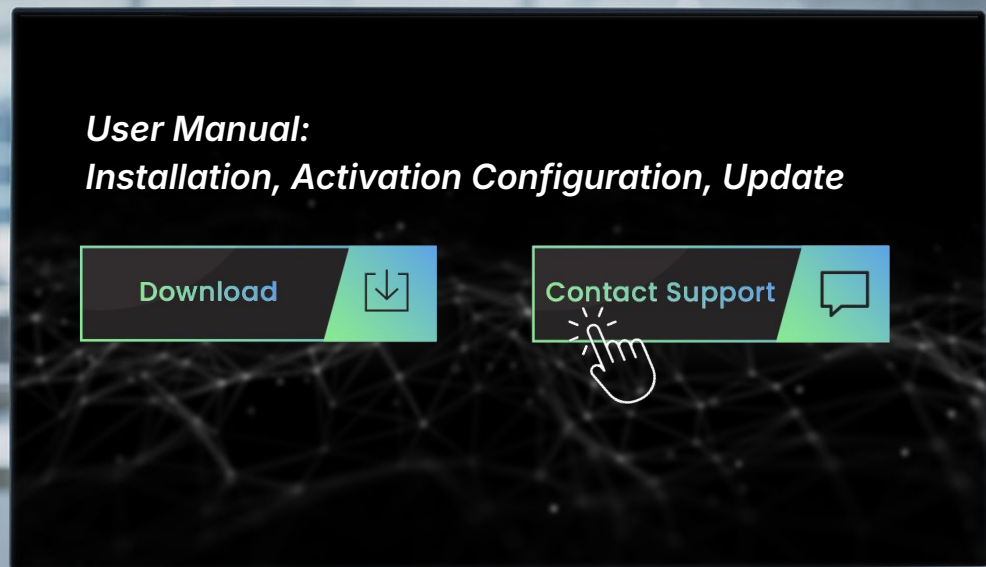 User Manual:
Installation, Activation Configuration, Update
Download
Contact Support